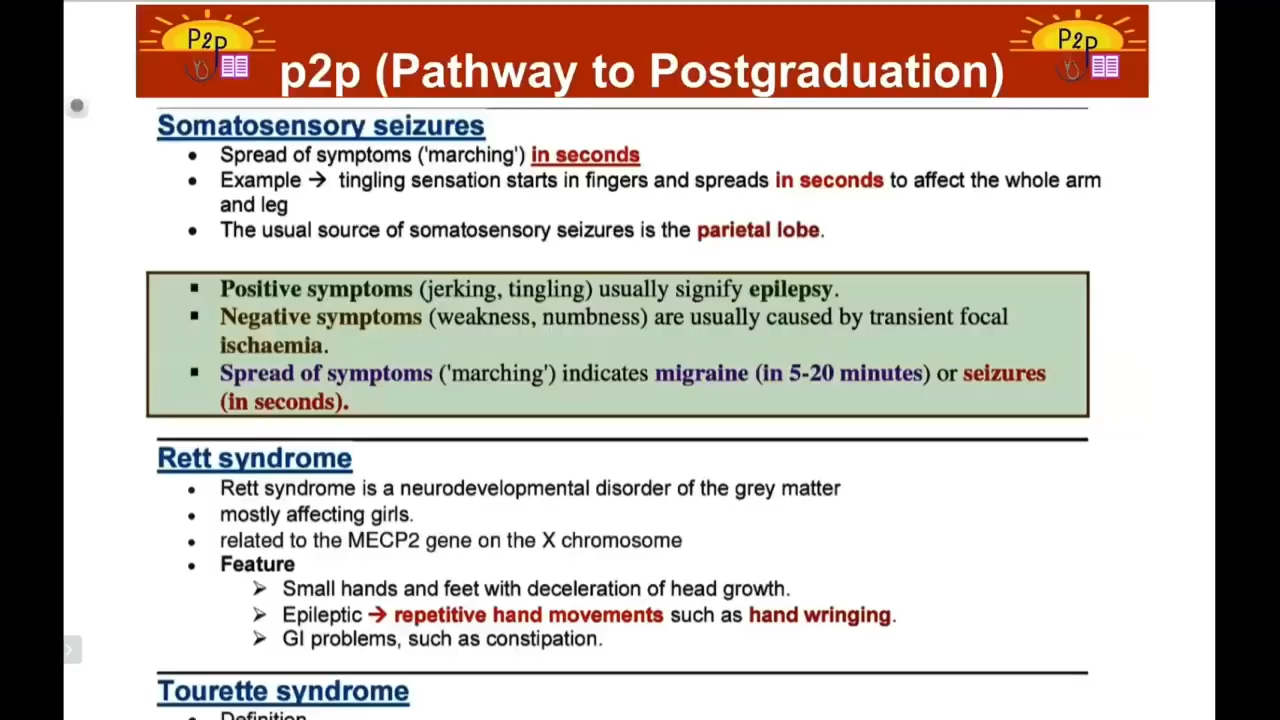 P2p
P2p
p2p (Pathway to Postgraduation)
Somatosensory seizures
• Spread of symptoms ('marching') in seconds
• Example → tingling sensation starts in fingers and spreads in seconds to affect the whole arm
and leg
• The usual source of somatosensory seizures is the parietal lobe.
▪ Positive symptoms (jerking, tingling) usually signify epilepsy.
▪ Negative symptoms (weakness, numbness) are usually caused by transient focal
ischaemia.
▪ Spread of symptoms ('marching') indicates migraine (in 5-20 minutes) or seizures
(in seconds).
Rett syndrome
• Rett syndrome is a neurodevelopmental disorder of the grey matter
• mostly affecting girls.
• related to the MECP2 gene on the X chromosome
• Feature
➢ Small hands and feet with deceleration of head growth.
➢ Epileptic → repetitive hand movements such as hand wringing.
➢ GI problems, such as constipation.
Tourette syndrome
• Definition